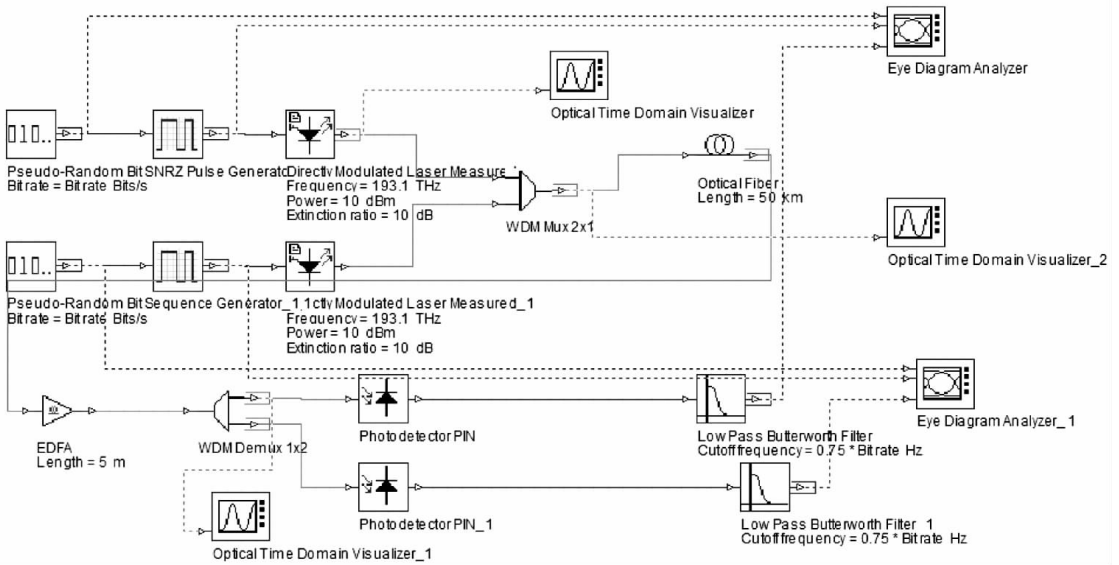 Eye Diagram Analyzer
Optical Time Domain Visualizer
010..
Pseudo-Random Bit SNRZ Pulse Generato Directly Modulated Laser Measure
Bitrate = Bitrate Bits/s
Frequency = 193.1 THz
Power = 10 dBm
Extinction ratio = 10 dB
Optical Fiber
Length = 50 km
WDM Mux 2x1
Optical Time Domain Visualizer_2
010..
Pseudo-Random Bit Sequence Generator_1 ctly Modulated Laser Measured_1
Bitrate = Bitrate Bits/s
Frequency = 193.1 THz
Power = 10 dBm
Extinction ratio = 10 dB
EDFA
Length = 5 m
WDM Demux 1x2
Photodetector PIN
Low Pass Butterworth Filter
Cutoff frequency = 0.75 * Bitrate Hz
Eye Diagram Analyzer_1
Optical Time Domain Visualizer_1
Photodetector PIN_1
Low Pass Butterworth Filter_1
Cutoff frequency = 0.75 * Bitrate Hz